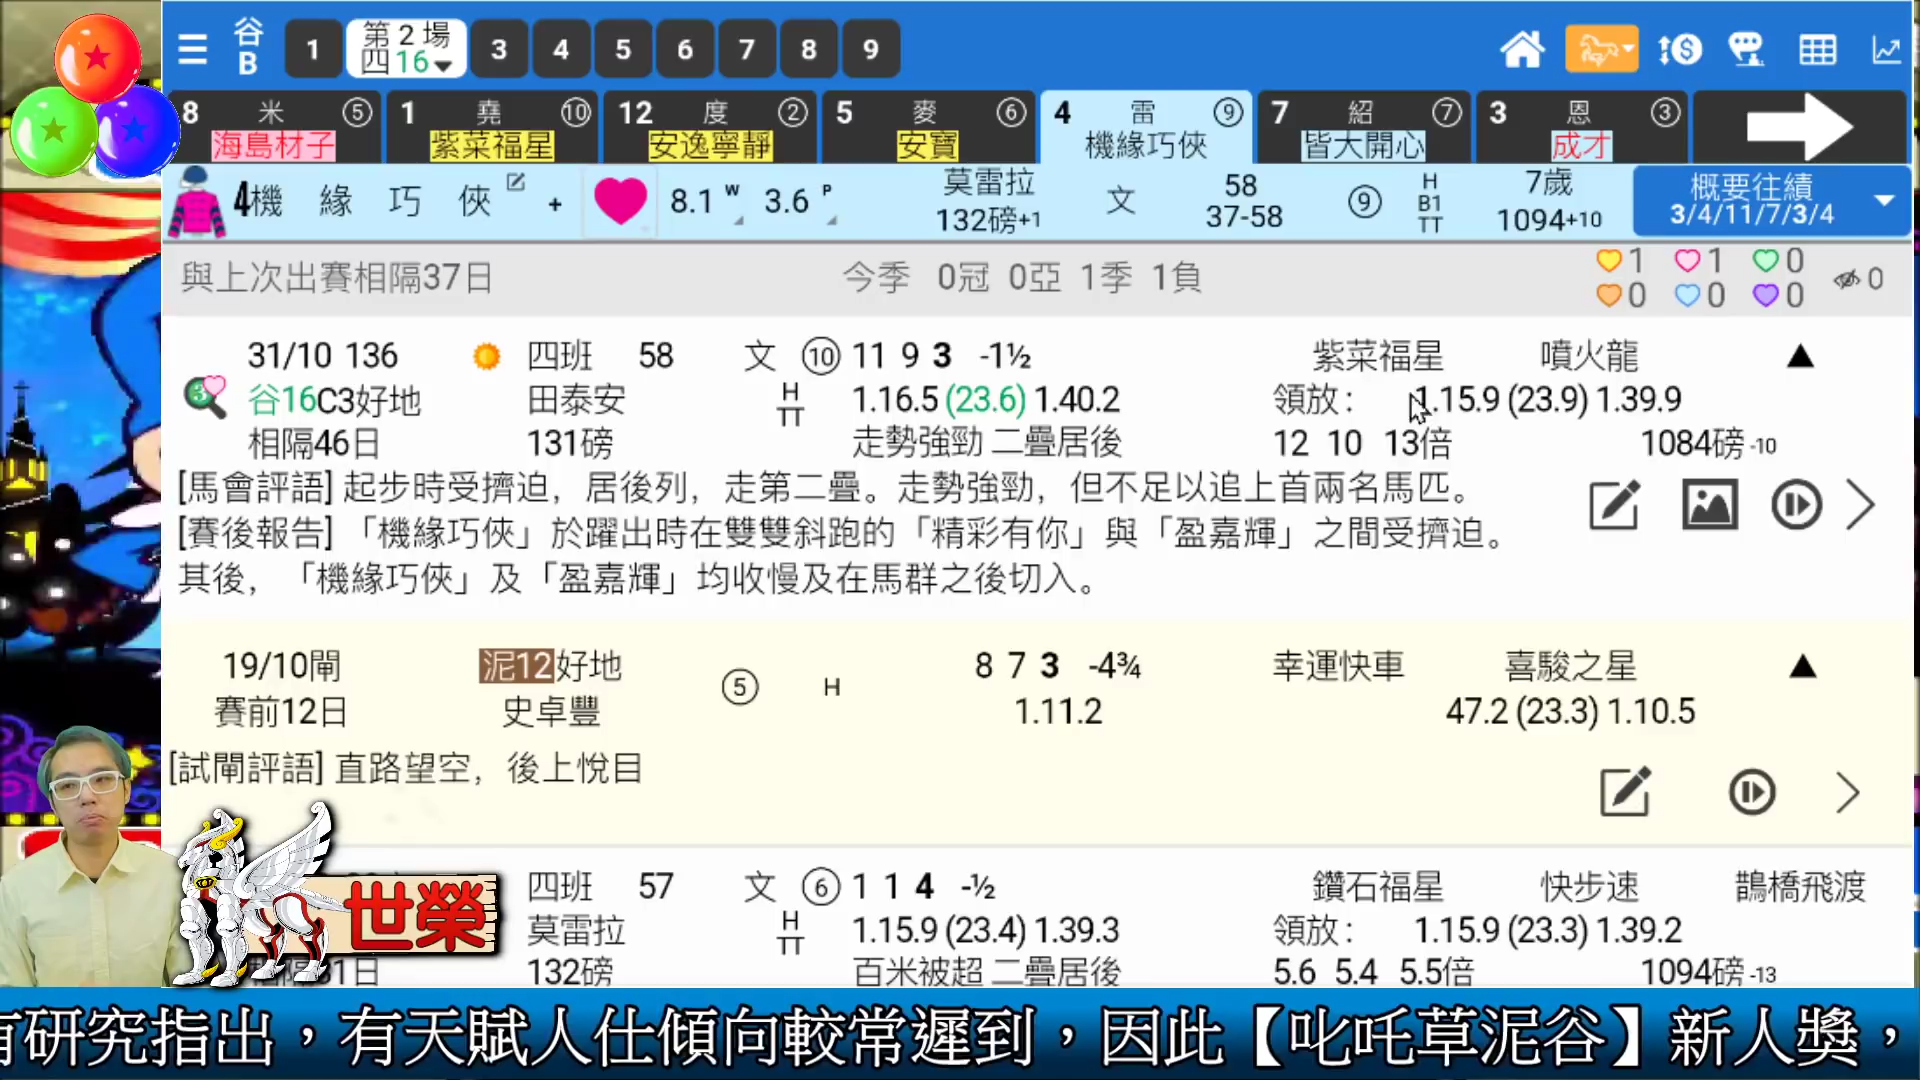 谷B 1 第2場 四16 3 4 5 6 7 8 9
8 米 ⑤ 海島材子
1 堯 ⑩ 紫菜福星
12 度 ② 安逸寧靜
5 麥 ⑥ 安寶
4 雷 ⑨ 機緣巧俠
7 紹 ⑦ 皆大開心
3 恩 ③ 成才
4機緣巧俠 + 8.1 W 3.6 P 莫雷拉 132磅+1 文 58 37-58 ⑨ H B1 TT 7歲 1094+10 概要往績 3/4/11/7/3/4
與上次出賽相隔37日 今季 0冠 0亞 1季 1負 1 1 0 0 0 0 0
31/10 136 四班 58 文 ⑩ 11 9 3 -1½ 紫菜福星 噴火龍 ▲
谷16C3好地 田泰安 H TT 1.16.5 (23.6) 1.40.2 領放： 1.15.9 (23.9) 1.39.9
相隔46日 131磅 走勢強勁 二疊居後 12 10 13倍 1084磅-10
[馬會評語] 起步時受擠迫，居後列，走第二疊。走勢強勁，但不足以追上首兩名馬匹。
[賽後報告] 「機緣巧俠」於躍出時在雙雙斜跑的「精彩有你」與「盈嘉輝」之間受擠迫。
其後，「機緣巧俠」及「盈嘉輝」均收慢及在馬群之後切入。
19/10閘 泥12好地 ⑤ H 8 7 3 -4¾ 幸運快車 喜駿之星 ▲
賽前12日 史卓豐 1.11.2 47.2 (23.3) 1.10.5
[試閘評語] 直路望空，後上悅目
四班 57 文 ⑥ 1 1 4 -½ 鑽石福星 快步速 鵲橋飛渡
莫雷拉 H TT 1.15.9 (23.4) 1.39.3 領放： 1.15.9 (23.3) 1.39.2
31日 132磅 百米被超 二疊居後 5.6 5.4 5.5倍 1094磅-13
世榮
研究指出，有天賦人仕傾向較常遲到，因此【叱吒草泥谷】新人獎，